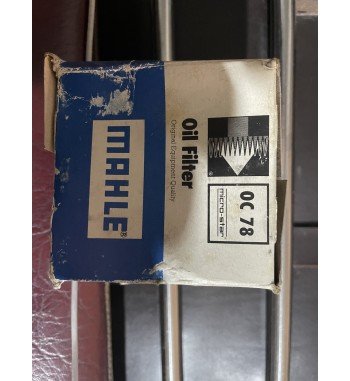 MAHLE®
Oil Filter
Original Equipment Quality
micro-star®
OC 78